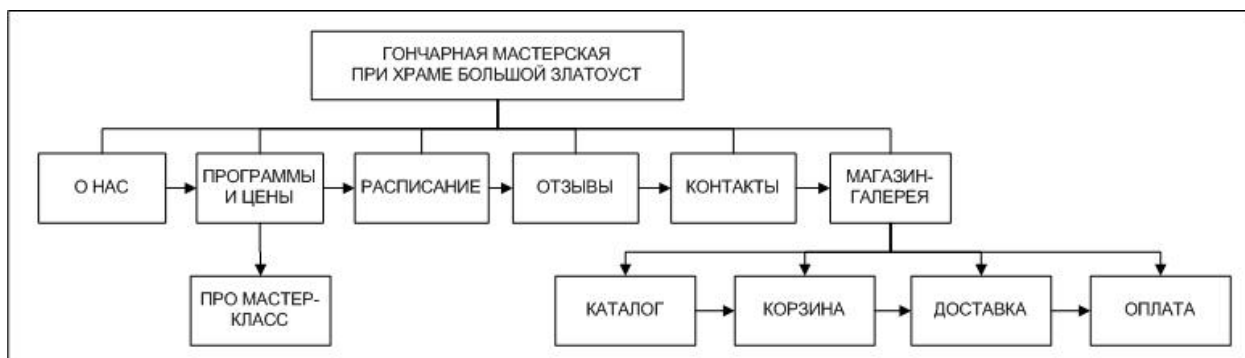 ГОНЧАРНАЯ МАСТЕРСКАЯ
ПРИ ХРАМЕ БОЛЬШОЙ ЗЛАТОУСТ
О НАС
ПРОГРАММЫ
И ЦЕНЫ
РАСПИСАНИЕ
ОТЗЫВЫ
КОНТАКТЫ
МАГАЗИН-
ГАЛЕРЕЯ
ПРО МАСТЕР-
КЛАСС
КАТАЛОГ
КОРЗИНА
ДОСТАВКА
ОПЛАТА